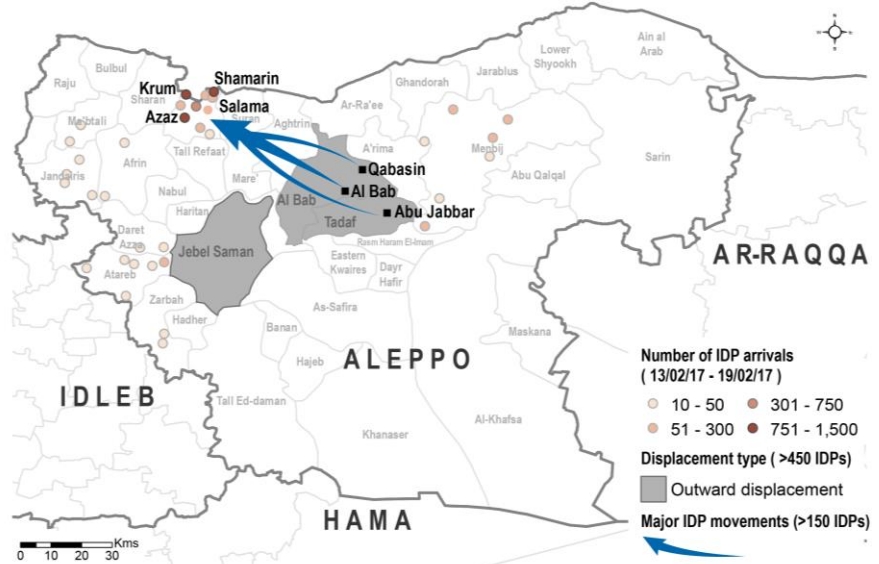 Ain al
Arab
Lower
Shyookh
Bulbul
Raju
Shamarin
Krum
Sharan
Jarablus
Ghandorah
Ar-Ra'ee
Salama
Azaz
Suran
Aghtrin
Ma'btali
A'rima
Menbij
Sarin
Afrin
Tall Refaat
Jandairis
Qabasin
Abu Qalqal
Mare'
Nabul
Al Bab
Al Bab
Abu Jabbar
Haritan
Tadaf
Daret
Azza
Jebel Saman
Rasm Haram El-Imam
Eastern
Kwaires
Dayr
Hafir
AR-RAQQA
Atareb
Zarbah
As-Safira
Hadher
Banan
Maskana
ALEPPO
Hajeb
IDLEB
Tall Ed-daman
Al-Khafsa
Khanaser
HAMA
Number of IDP arrivals
( 13/02/17 - 19/02/17 )
10 - 50
301 - 750
51 - 300
751 - 1,500
Displacement type ( >450 IDPs)
Outward displacement
Major IDP movements (>150 IDPs)
Kms
0 10 20 30